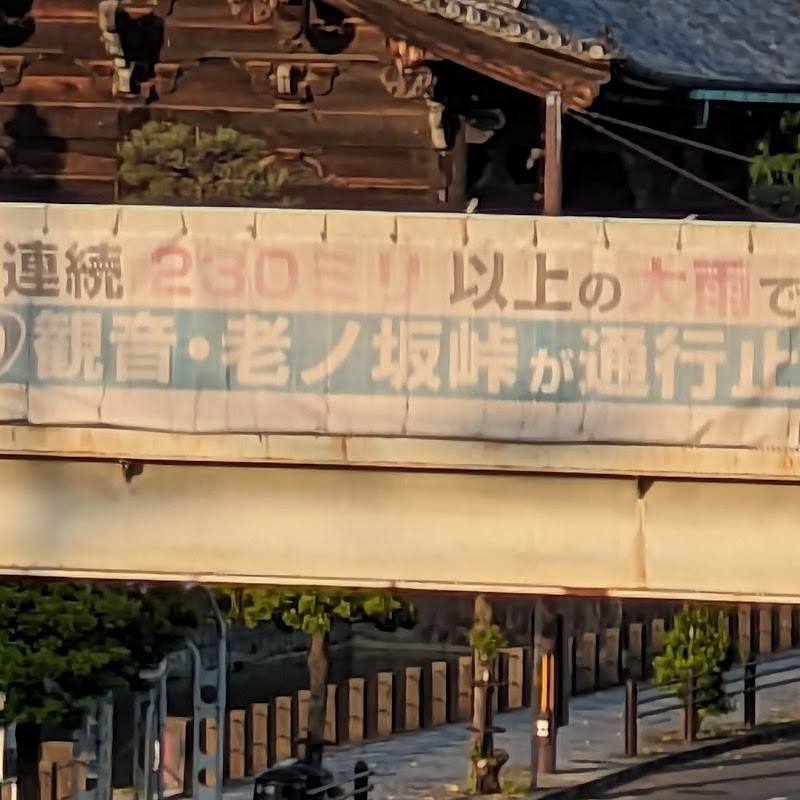 連続 230ミリ 以上の大雨で
観音・老ノ坂峠が通行止